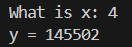 What is x: 4
y = 145502